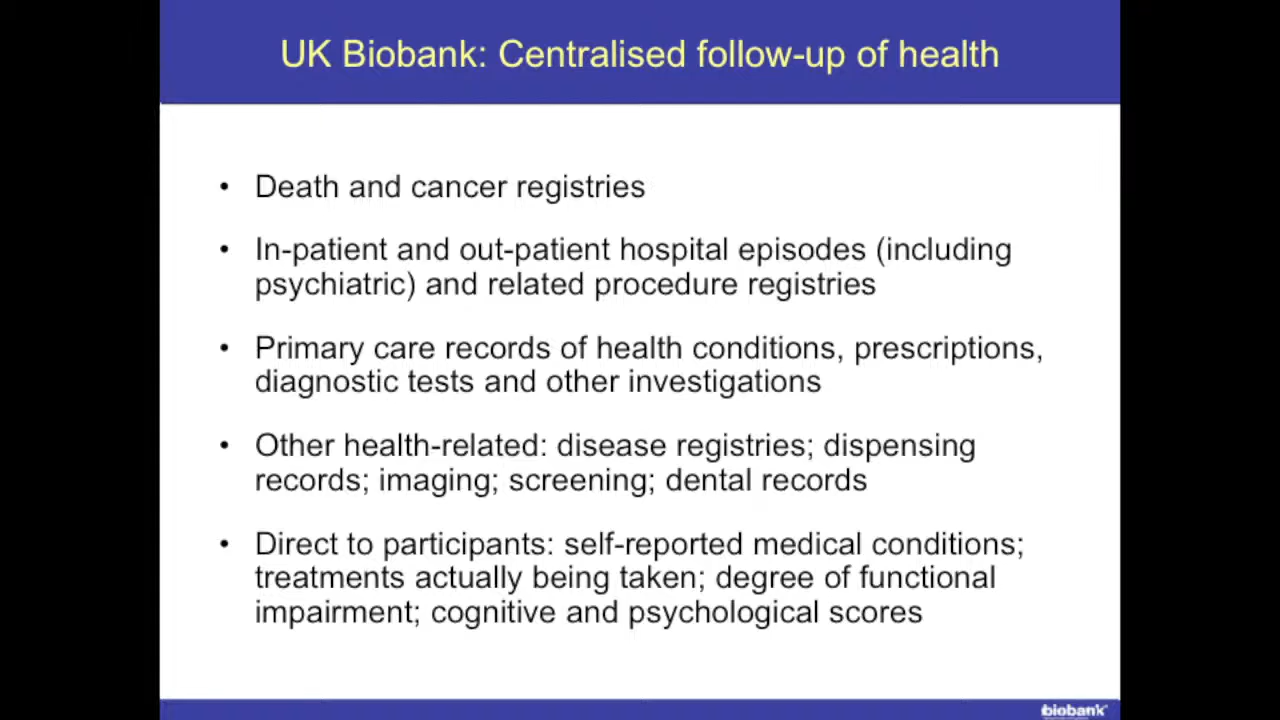 UK Biobank: Centralised follow-up of health
• Death and cancer registries
• In-patient and out-patient hospital episodes (including
psychiatric) and related procedure registries
• Primary care records of health conditions, prescriptions,
diagnostic tests and other investigations
• Other health-related: disease registries; dispensing
records; imaging; screening; dental records
• Direct to participants: self-reported medical conditions;
treatments actually being taken; degree of functional
impairment; cognitive and psychological scores
biobank